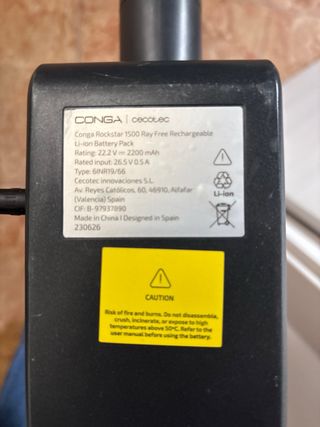 CONGA | cecotec
Conga Rockstar 1500 Ray Free Rechargeable
Li-ion Battery Pack
Rating: 22.2 V ⎓ 2200 mAh
Rated input: 26.5 V 0.5 A
Type: 6INR19/66
Cecotec innovaciones S.L.
Av. Reyes Católicos, 60, 46910, Alfafar
(Valencia) Spain
CIF: B-97937890
Made in China | Designed in Spain
230626
Li-ion
CAUTION
Risk of fire and burns. Do not disassemble,
crush, incinerate, or expose to high
temperatures above 50ºC. Refer to the
user manual before using the battery.